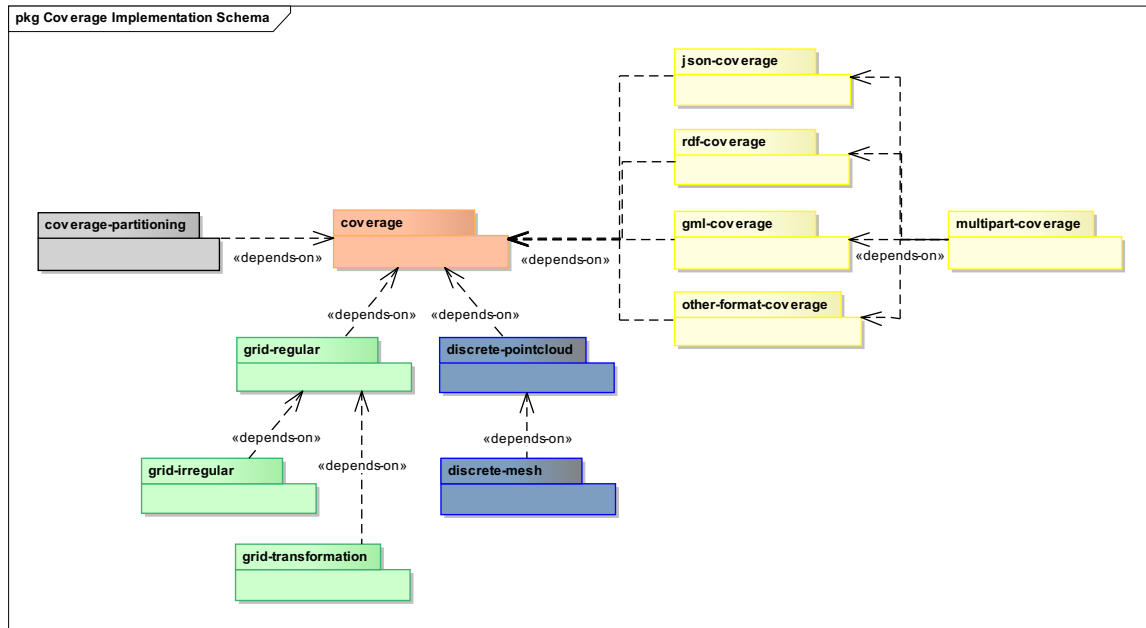 pkg Coverage Implementation Schema
json-coverage
rdf-coverage
coverage-partitioning
coverage
gml-coverage
multipart-coverage
«depends-on»
«depends-on»
«depends-on»
other-format-coverage
«depends-on»
«depends-on»
grid-regular
discrete-pointcloud
«depends-on»
«depends-on»
grid-irregular
«depends-on»
discrete-mesh
grid-transformation